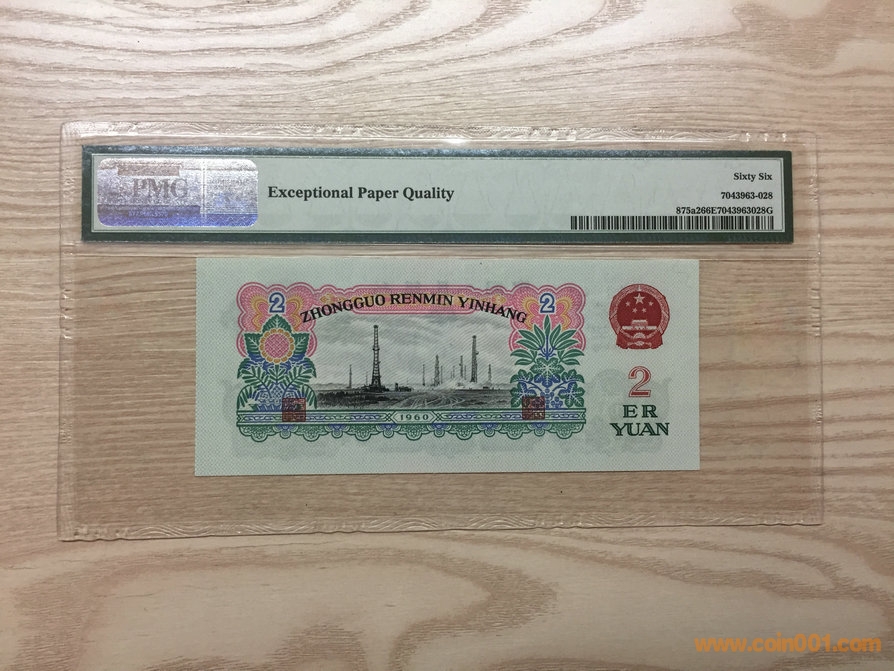 PMG
Exceptional Paper Quality
Sixty Six
7043963-028
875a266E7043963028G
2
ZHONGGUO RENMIN YINHANG
2
1960
2
ER
YUAN
www.coin001.com